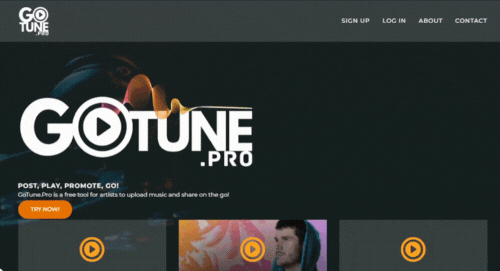 GO
TUNE
.PRO
SIGN UP LOG IN ABOUT CONTACT
GOTUNE
.PRO
POST, PLAY, PROMOTE, GO!
GoTune.Pro is a free tool for artists to upload music and share on the go!
TRY NOW!